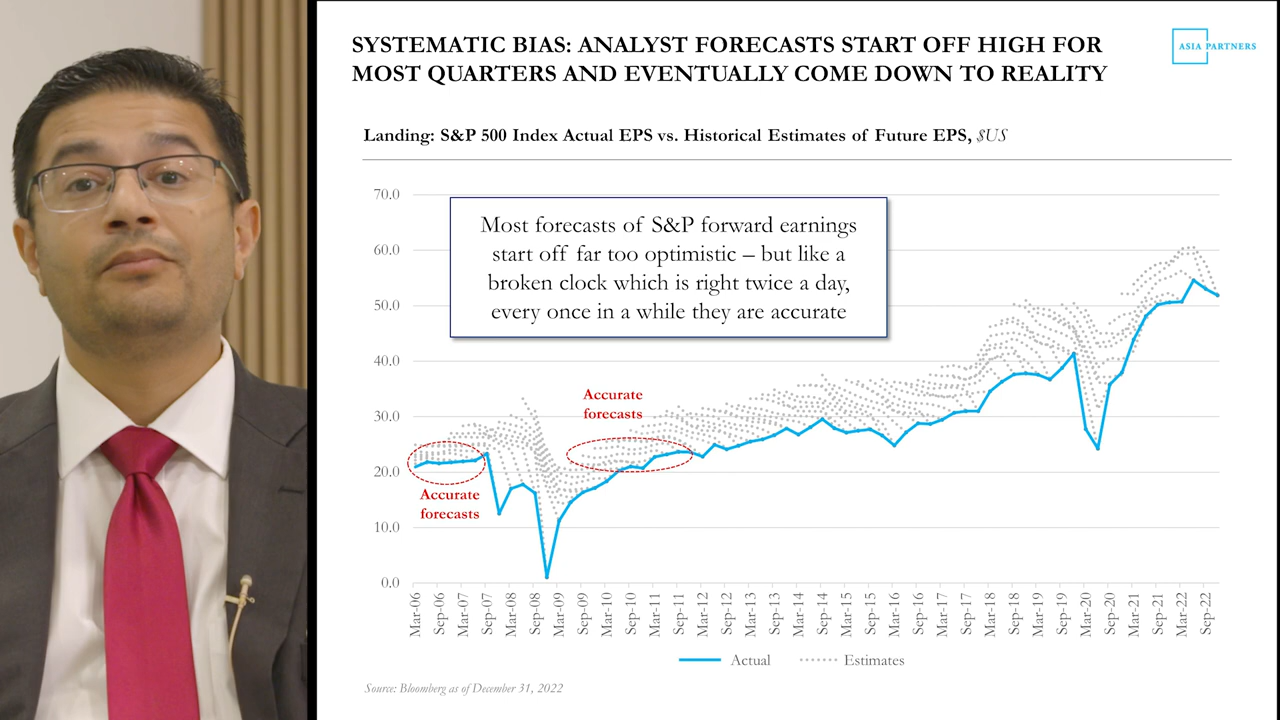 SYSTEMATIC BIAS: ANALYST FORECASTS START OFF HIGH FOR
MOST QUARTERS AND EVENTUALLY COME DOWN TO REALITY
ASIA PARTNERS
Landing: S&P 500 Index Actual EPS vs. Historical Estimates of Future EPS, $US
70.0
60.0
50.0
40.0
30.0
20.0
10.0
0.0
Most forecasts of S&P forward earnings
start off far too optimistic – but like a
broken clock which is right twice a day,
every once in a while they are accurate
Accurate
forecasts
Accurate
forecasts
Mar-06
Sep-06
Mar-07
Sep-07
Mar-08
Sep-08
Mar-09
Sep-09
Mar-10
Sep-10
Mar-11
Sep-11
Mar-12
Sep-12
Mar-13
Sep-13
Mar-14
Sep-14
Mar-15
Sep-15
Mar-16
Sep-16
Mar-17
Sep-17
Mar-18
Sep-18
Mar-19
Sep-19
Mar-20
Sep-20
Mar-21
Sep-21
Mar-22
Sep-22
Actual
Estimates
Source: Bloomberg as of December 31, 2022